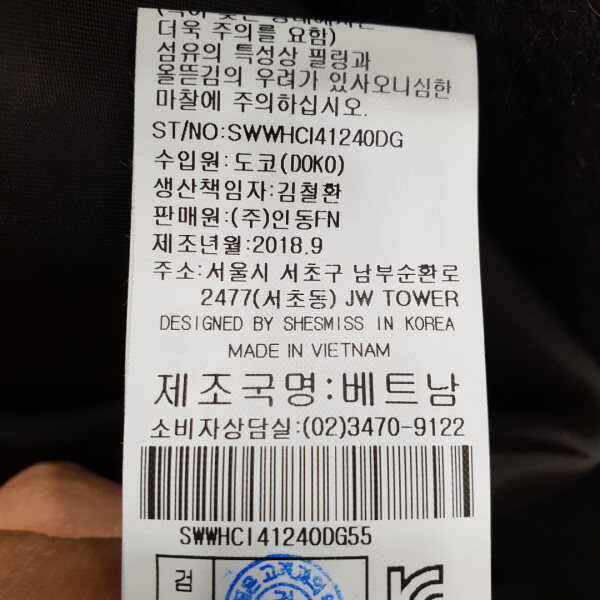 더욱 주의를 요함)
섬유의 특성상 필링과
올뜯김의 우려가 있사오니심한
마찰에 주의하십시오.
ST/NO:SWWHCI41240DG
수입원:도코(DOKO)
생산책임자:김철환
판매원:(주)인동FN
제조년월:2018.9
주소:서울시 서초구 남부순환로
2477(서초동) JW TOWER
DESIGNED BY SHESMISS IN KOREA
MADE IN VIETNAM
제조국명:베트남
소비자상담실:(02)3470-9122
SWWHCI41240DG55
검